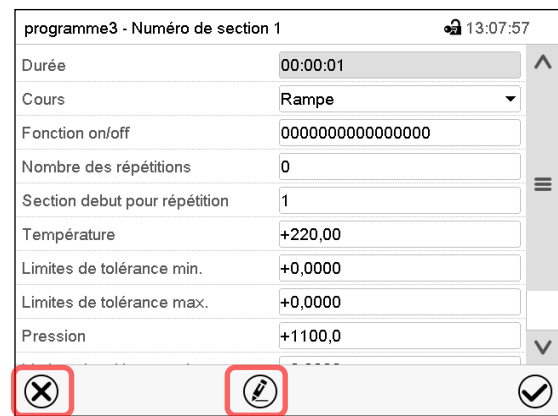 programme3 - Numéro de section 1 13:07:57
Durée 00:00:01
Cours Rampe
Fonction on/off 0000000000000000
Nombre des répétitions 0
Section debut pour répétition 1
Température +220,00
Limites de tolérance min. +0,0000
Limites de tolérance max. +0,0000
Pression +1100,0